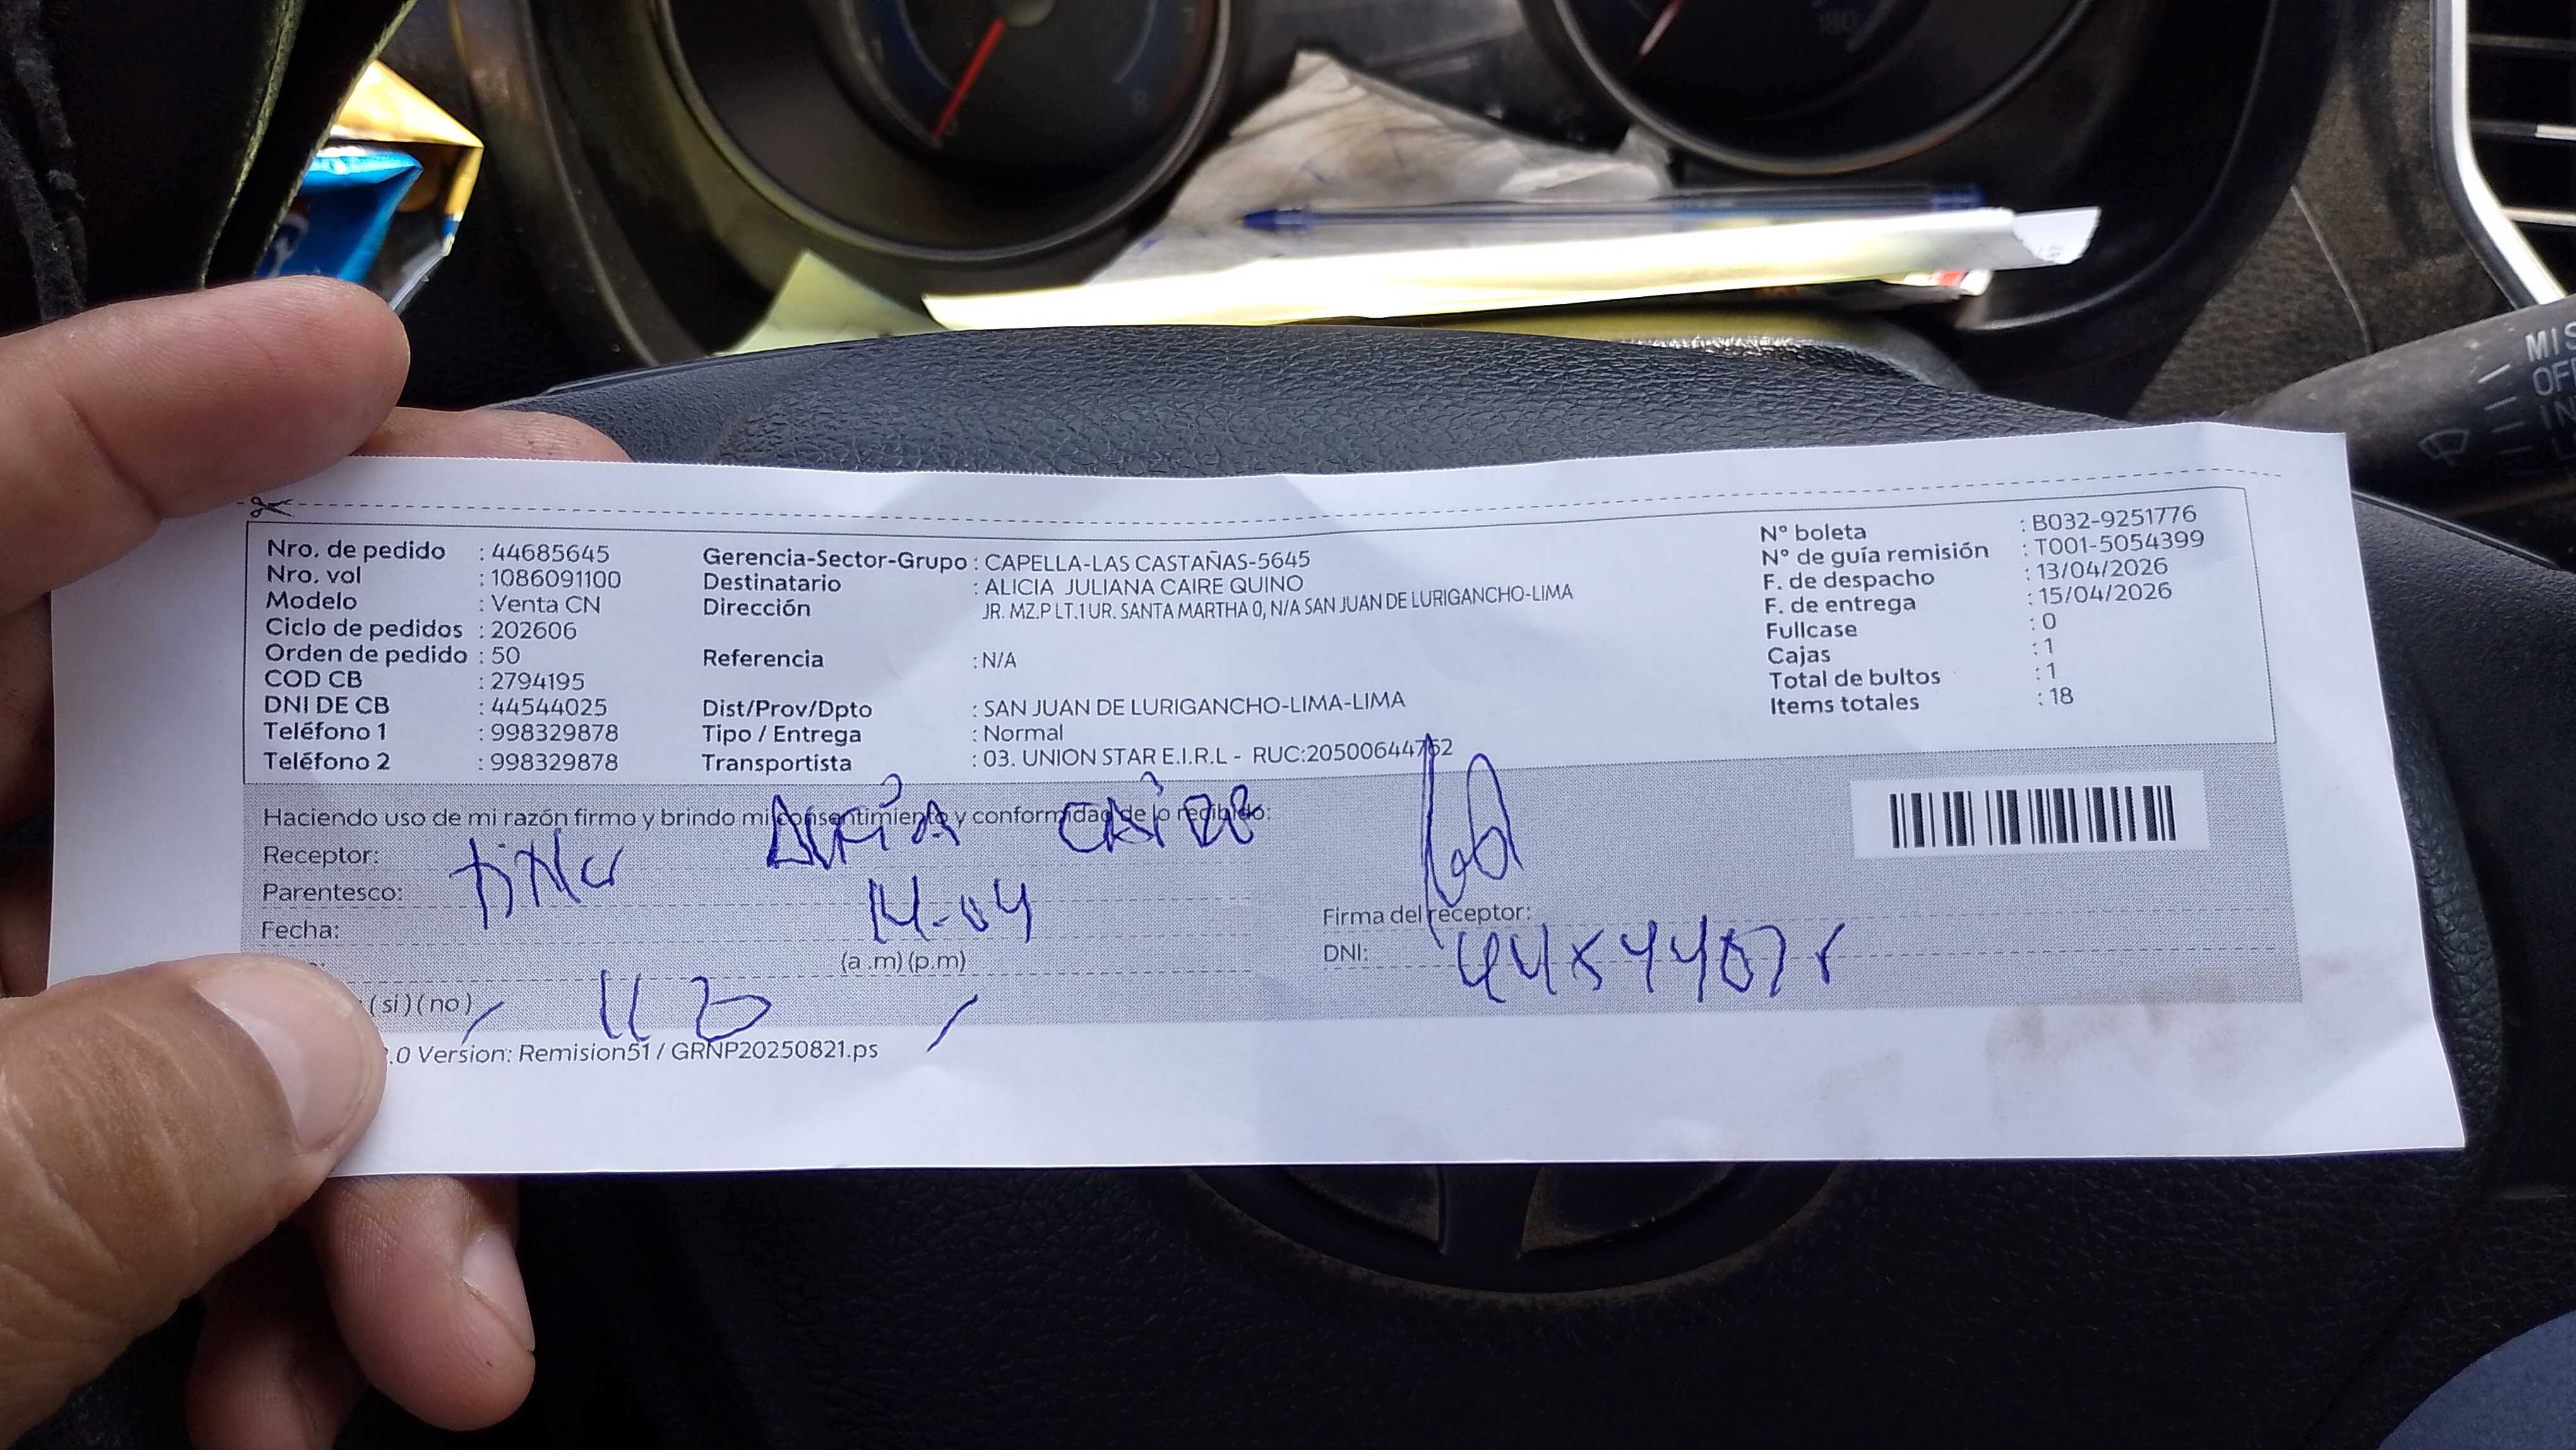 Nro. de pedido : 44685645
Nro. vol : 1086091100
Modelo : Venta CN
Ciclo de pedidos : 202606
Orden de pedido : 50
COD CB : 2794195
DNI DE CB : 44544025
Teléfono 1 : 998329878
Teléfono 2 : 998329878
Gerencia-Sector-Grupo : CAPELLA-LAS CASTAÑAS-5645
Destinatario : ALICIA JULIANA CAIRE QUINO
Dirección JR. MZ.P LT.1 UR. SANTA MARTHA 0, N/A SAN JUAN DE LURIGANCHO-LIMA
Referencia : N/A
Dist/Prov/Dpto : SAN JUAN DE LURIGANCHO-LIMA-LIMA
Tipo / Entrega : Normal
Transportista : 03. UNION STAR E.I.R.L - RUC:20500644762
N° boleta : B032-9251776
N° de guía remisión : T001-5054399
F. de despacho : 13/04/2026
F. de entrega : 15/04/2026
Fullcase : 0
Cajas : 1
Total de bultos : 1
Items totales : 18
Haciendo uso de mi razón firmo y brindo mi consentimiento y conformidad de lo recibido:
Receptor: Alicia Caire
Parentesco:
Fecha: 14-04
(a .m) (p.m)
( si ) ( no )
Firma del receptor:
DNI:
.0 Version: Remision51 / GRNP20250821.ps
MIS
OFF
IN